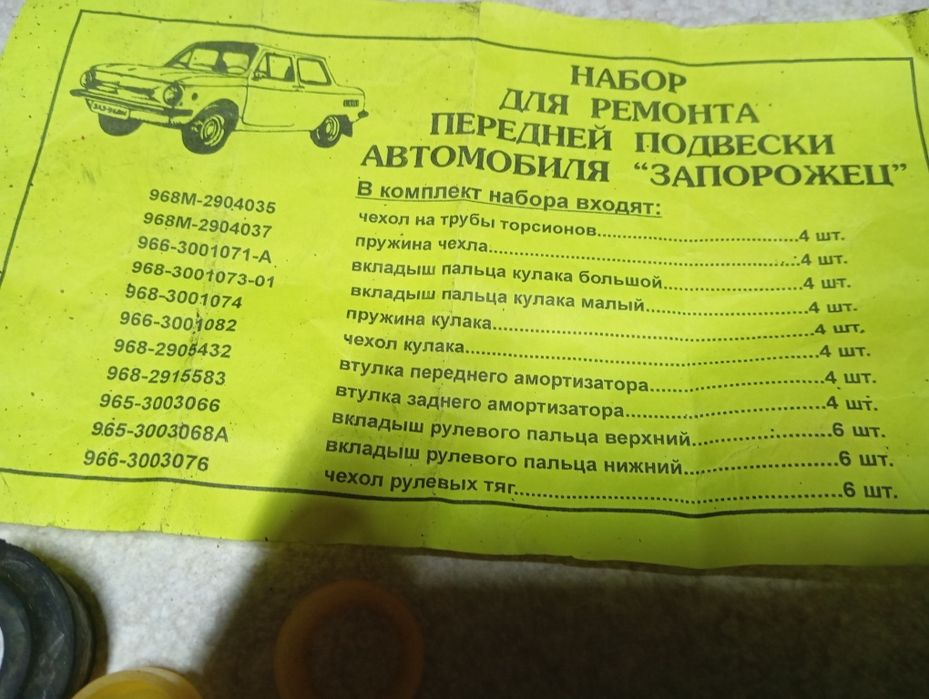 НАБОР
ДЛЯ РЕМОНТА
ПЕРЕДНЕЙ ПОДВЕСКИ
АВТОМОБИЛЯ “ЗАПОРОЖЕЦ”
В комплект набора входят:
968М-2904035 чехол на трубы торсионов 4 шт.
968М-2904037 пружина чехла 4 шт.
966-3001071-А вкладыш пальца кулака большой 4 шт.
968-3001073-01 вкладыш пальца кулака малый 4 шт.
968-3001074 пружина кулака 4 шт.
966-3001082 чехол кулака 4 шт.
968-2905432 втулка переднего амортизатора 4 шт.
968-2915583 втулка заднего амортизатора 4 шт.
965-3003066 вкладыш рулевого пальца верхний 6 шт.
965-3003068А вкладыш рулевого пальца нижний 6 шт.
966-3003076 чехол рулевых тяг 6 шт.